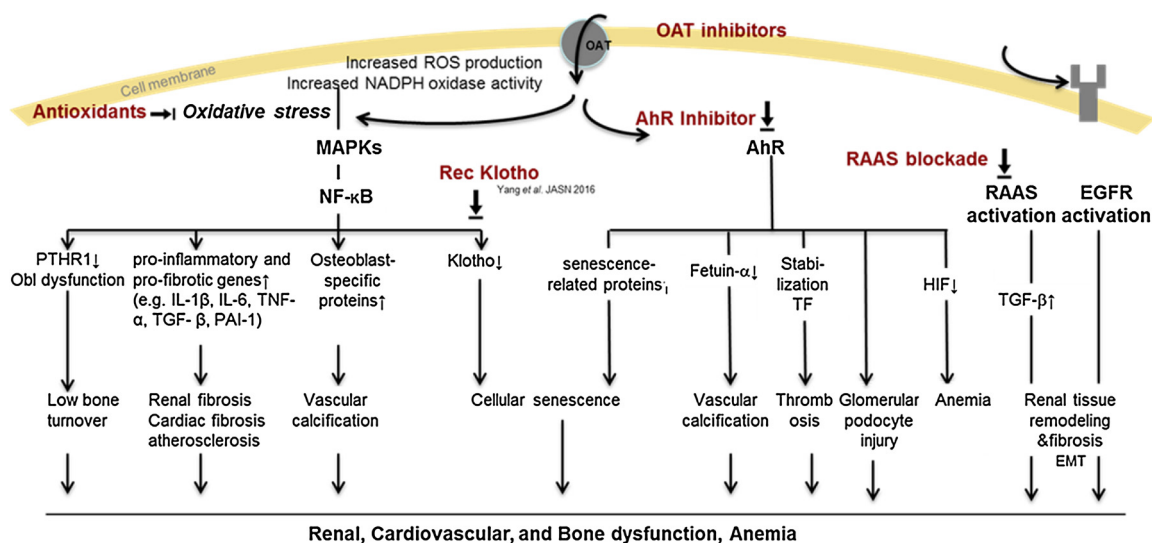 OAT inhibitors
OAT
Cell membrane
Increased ROS production
Increased NADPH oxidase activity
Antioxidants
Oxidative stress
AhR Inhibitor
MAPKs
AhR
RAAS blockade
Rec Klotho
Yang et al. JASN 2016
NF-κB
RAAS
activation
EGFR
activation
PTHR1↓
Obl dysfunction
pro-inflammatory and
pro-fibrotic genes↑
(e.g. IL-1β, IL-6, TNF-
α, TGF- β, PAI-1)
Osteoblast-
specific
proteins↑
Klotho↓
senescence-
related proteins
Fetuin-α↓
Stabi-
lization
TF
HIF↓
TGF-β↑
Low bone
turnover
Renal fibrosis
Cardiac fibrosis
atherosclerosis
Vascular
calcification
Cellular senescence
Vascular
calcification
Thromb
osis
Glomerular
podocyte
injury
Anemia
Renal tissue
remodeling
&fibrosis
EMT
Renal, Cardiovascular, and Bone dysfunction, Anemia